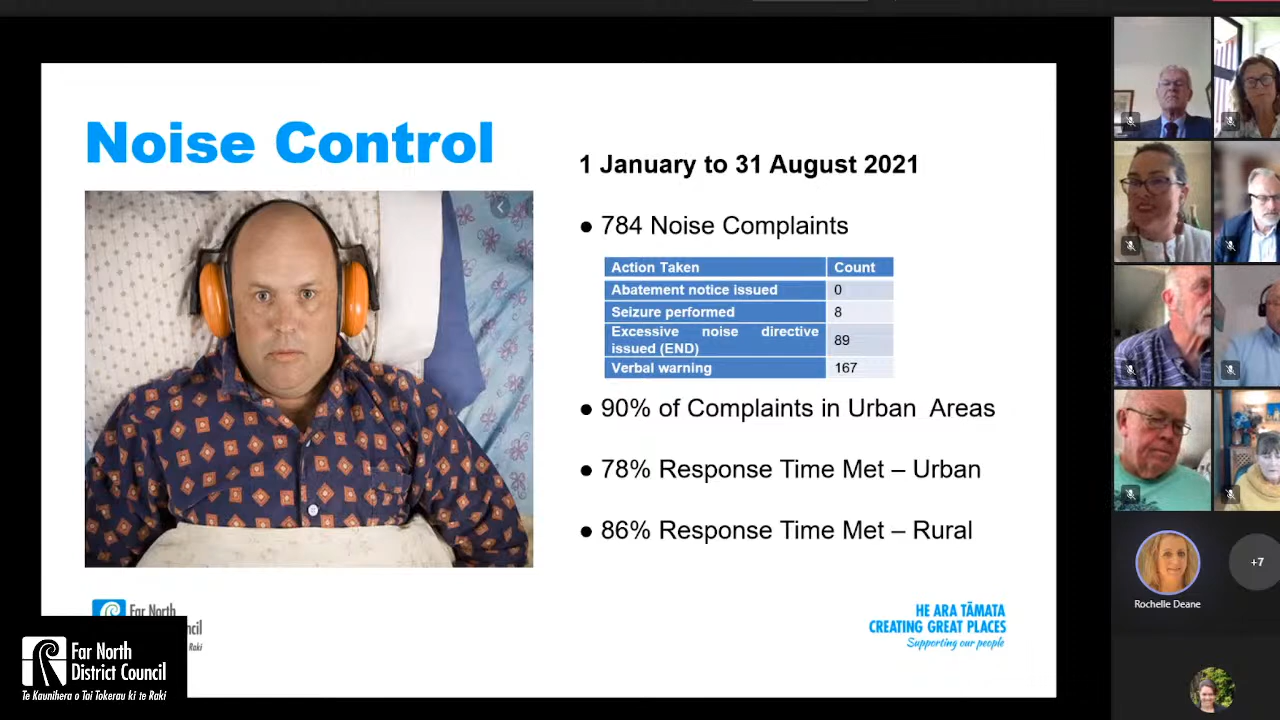 Noise Control
1 January to 31 August 2021
● 784 Noise Complaints
Action Taken Count
Abatement notice issued 0
Seizure performed 8
Excessive noise directive
issued (END) 89
Verbal warning 167
● 90% of Complaints in Urban Areas
● 78% Response Time Met – Urban
● 86% Response Time Met – Rural
Far North
HE ARA TĀMATA
CREATING GREAT PLACES
Supporting our people
Far North
District Council
Te Kaunihera o Tai Tokerau ki te Raki
+7
Rochelle Deane